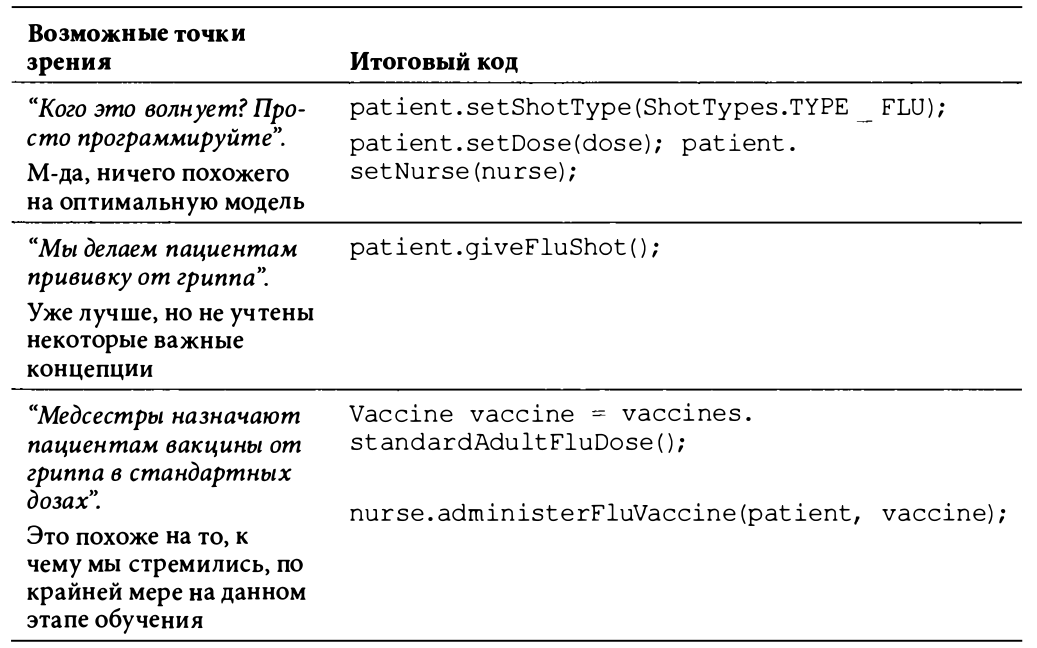 Возможные точки
зрения
Итоговый код
“Кого это волнует? Про-
сто программируйте”.
М-да, ничего похожего
на оптимальную модель
patient.setShotType(ShotTypes.TYPE _ FLU);
patient.setDose(dose); patient.
setNurse(nurse);
“Мы делаем пациентам
прививку от гриппа”.
Уже лучше, но не учтены
некоторые важные
концепции
patient.giveFluShot();
“Медсестры назначают
пациентам вакцины от
гриппа в стандартных
дозах”.
Это похоже на то, к
чему мы стремились, по
крайней мере на данном
этапе обучения
Vaccine vaccine = vaccines.
standardAdultFluDose();
nurse.administerFluVaccine(patient, vaccine);